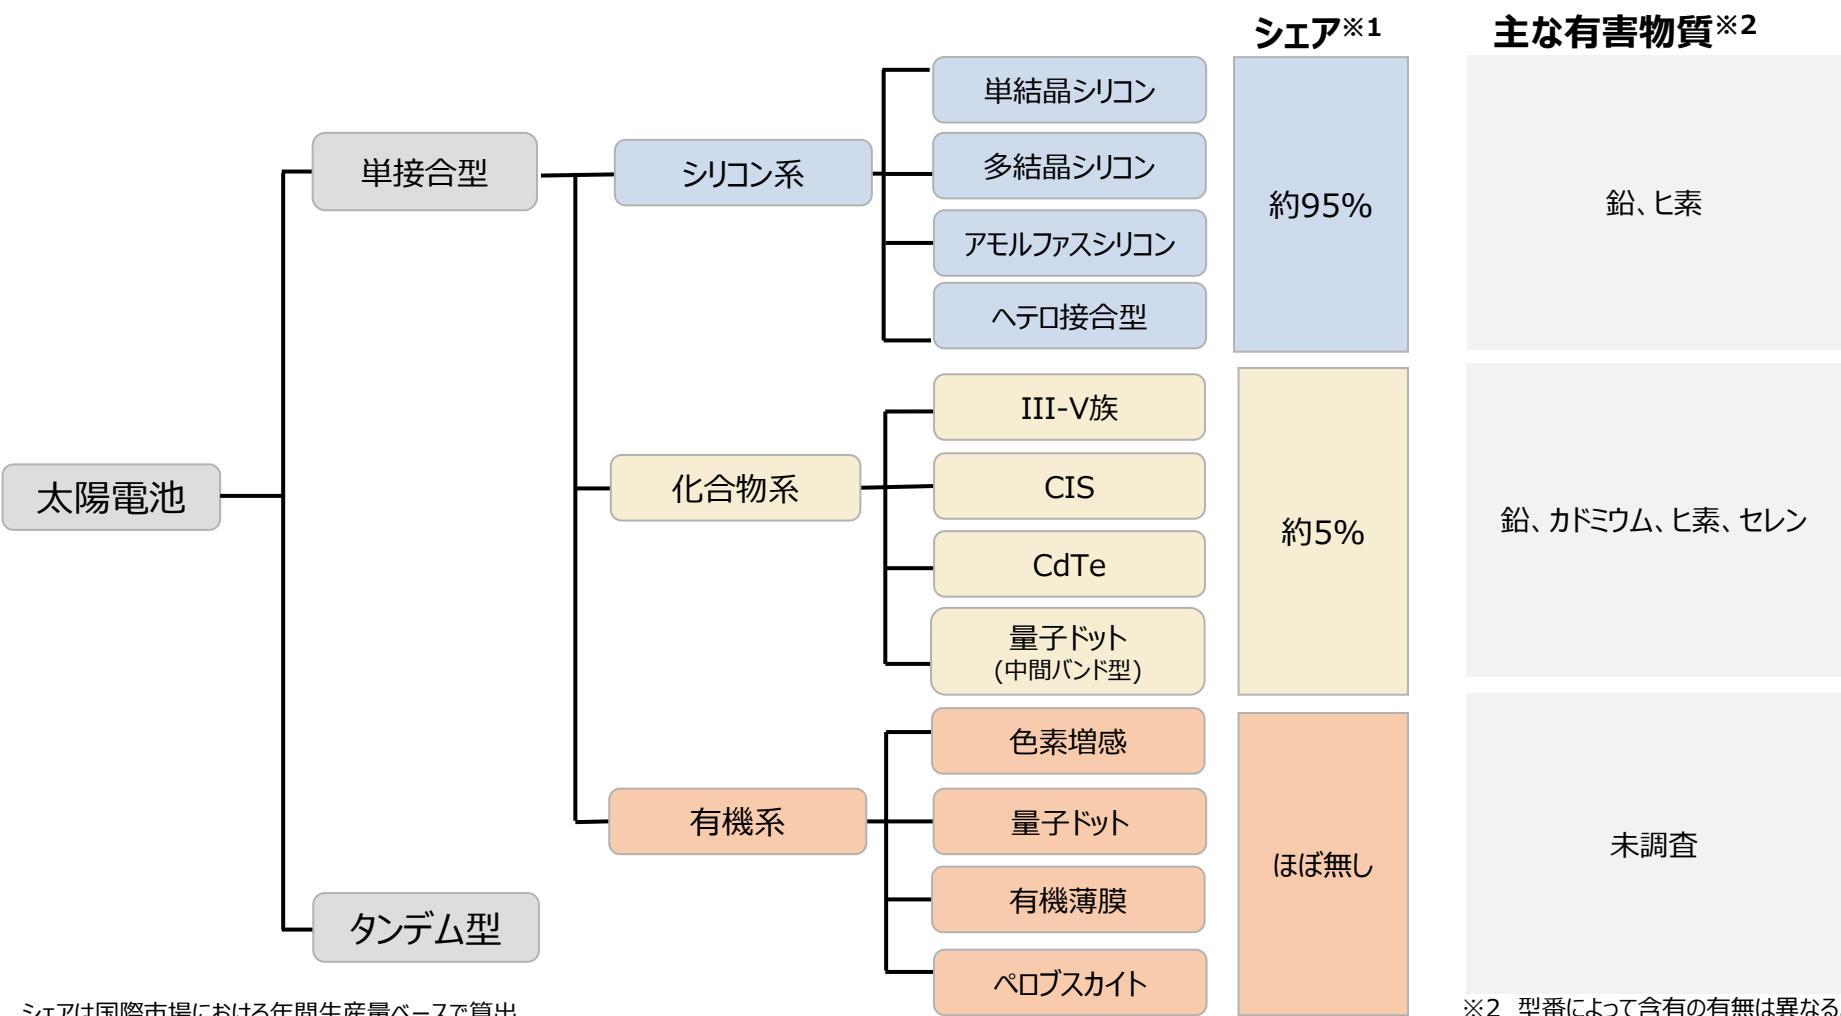 シェア※1
主な有害物質※2
太陽電池
単接合型
タンデム型
シリコン系
単結晶シリコン
多結晶シリコン
アモルファスシリコン
ヘテロ接合型
約95%
鉛、ヒ素
化合物系
III-V族
CIS
CdTe
量子ドット
(中間バンド型)
約5%
鉛、カドミウム、ヒ素、セレン
有機系
色素増感
量子ドット
有機薄膜
ペロブスカイト
ほぼ無し
未調査
シェアは国際市場における年間生産量ベースで算出
※2 型番によって含有の有無は異なる